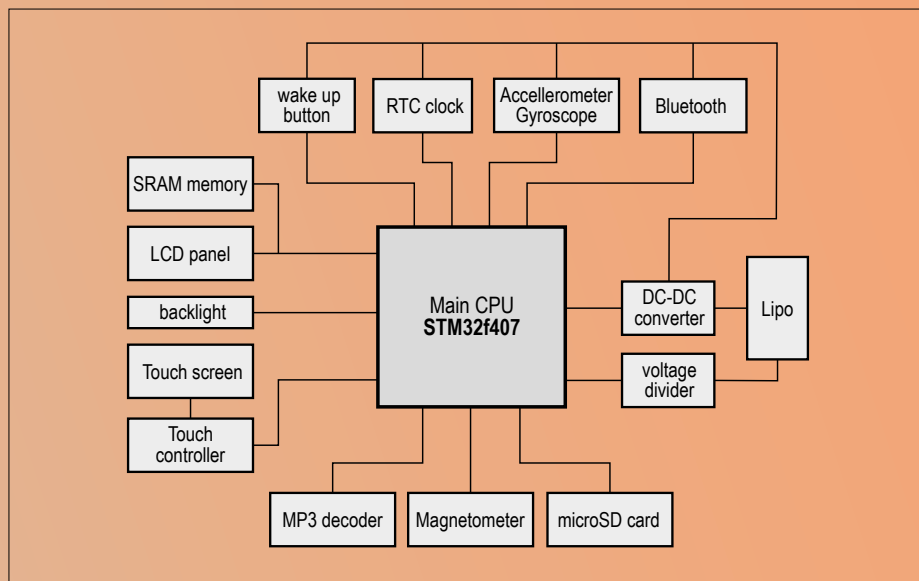 wake up
button
RTC clock
Accellerometer
Gyroscope
Bluetooth
SRAM memory
LCD panel
backlight
Touch screen
Touch
controller
Main CPU
STM32f407
DC-DC
converter
Lipo
voltage
divider
MP3 decoder
Magnetometer
microSD card